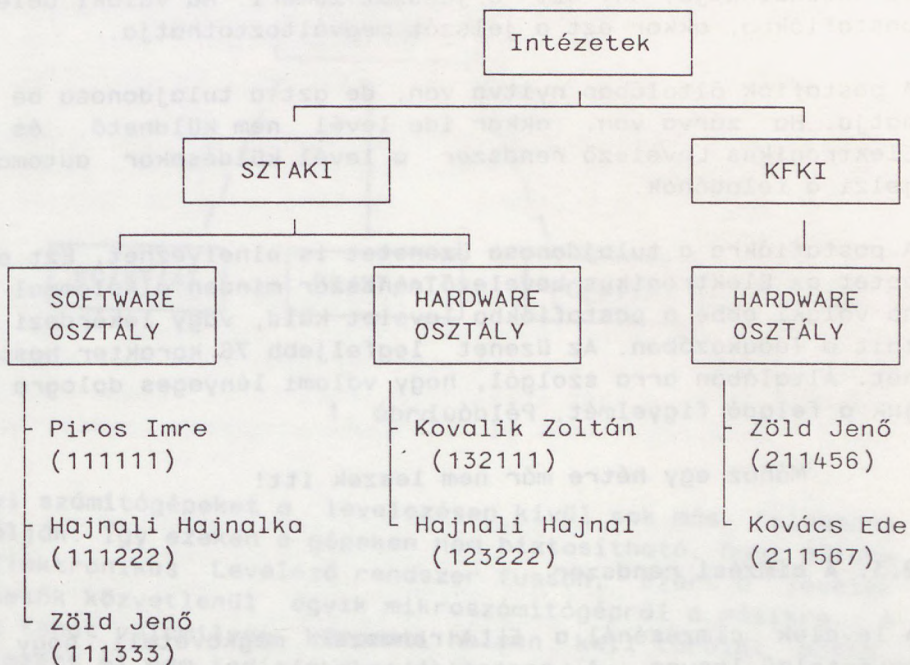 Intézetek
SZTAKI
KFKI
SOFTWARE
OSZTÁLY
HARDWARE
OSZTÁLY
HARDWARE
OSZTÁLY
Piros Imre
(111111)
Hajnali Hajnalka
(111222)
Zöld Jenő
(111333)
Kovalik Zoltán
(132111)
Hajnali Hajnal
(123222)
Zöld Jenő
(211456)
Kovács Ede
(211567)